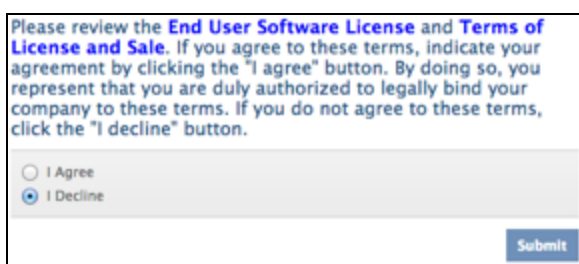 Please review the End User Software License and Terms of
License and Sale. If you agree to these terms, indicate your
agreement by clicking the "I agree" button. By doing so, you
represent that you are duly authorized to legally bind your
company to these terms. If you do not agree to these terms,
click the "I decline" button.
I Agree
I Decline
Submit